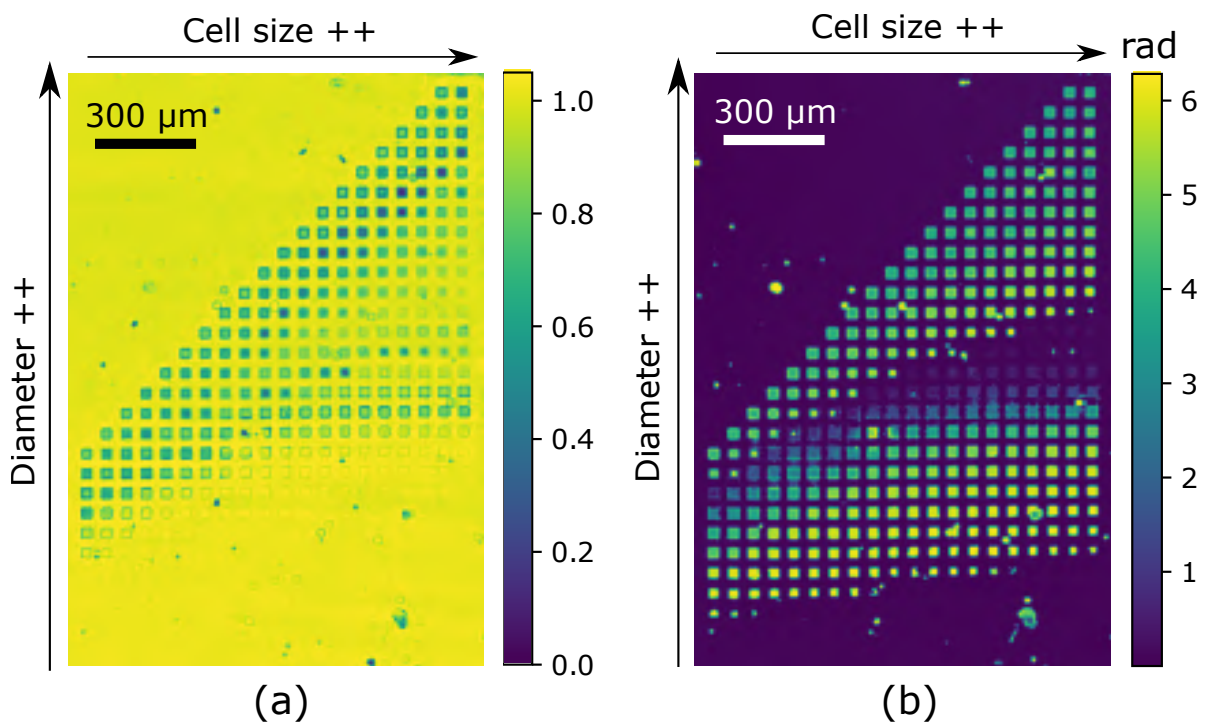 Cell size ++
Diameter ++
300 µm
1.0
0.8
0.6
0.4
0.2
0.0
(a)
Cell size ++
rad
Diameter ++
300 µm
6
5
4
3
2
1
(b)